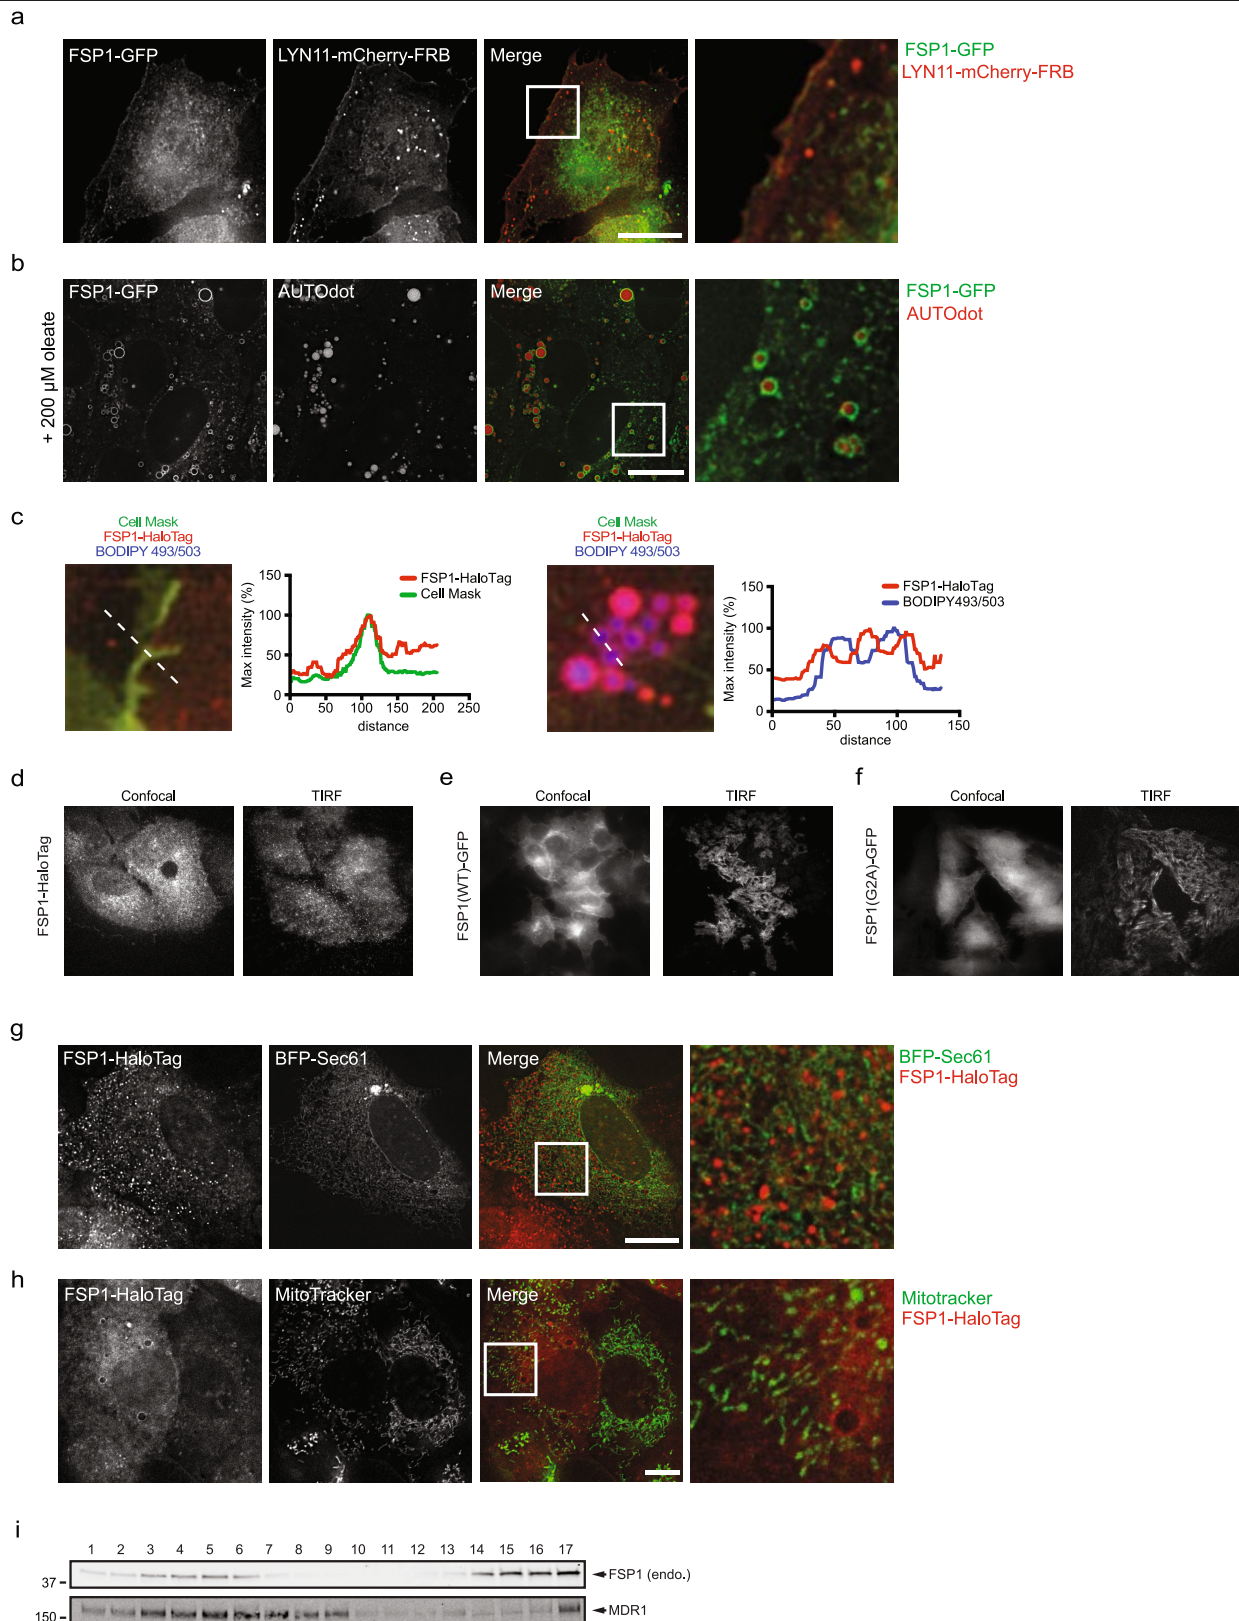 a
FSP1-GFP
LYN11-mCherry-FRB
Merge
FSP1-GFP
LYN11-mCherry-FRB
b
+ 200 µM oleate
FSP1-GFP
AUTOdot
Merge
FSP1-GFP
AUTOdot
c
Cell Mask
FSP1-HaloTag
BODIPY 493/503
Max intensity (%)
150
100
50
0
0 50 100 150 200 250
distance
FSP1-HaloTag
Cell Mask
Cell Mask
FSP1-HaloTag
BODIPY 493/503
Max intensity (%)
150
100
50
0
0 50 100 150
distance
FSP1-HaloTag
BODIPY493/503
d
Confocal
TIRF
FSP1-HaloTag
e
Confocal
TIRF
FSP1(WT)-GFP
f
Confocal
TIRF
FSP1(G2A)-GFP
g
FSP1-HaloTag
BFP-Sec61
Merge
BFP-Sec61
FSP1-HaloTag
h
FSP1-HaloTag
MitoTracker
Merge
Mitotracker
FSP1-HaloTag
i
1 2 3 4 5 6 7 8 9 10 11 12 13 14 15 16 17
37
FSP1 (endo.)
150
MDR1